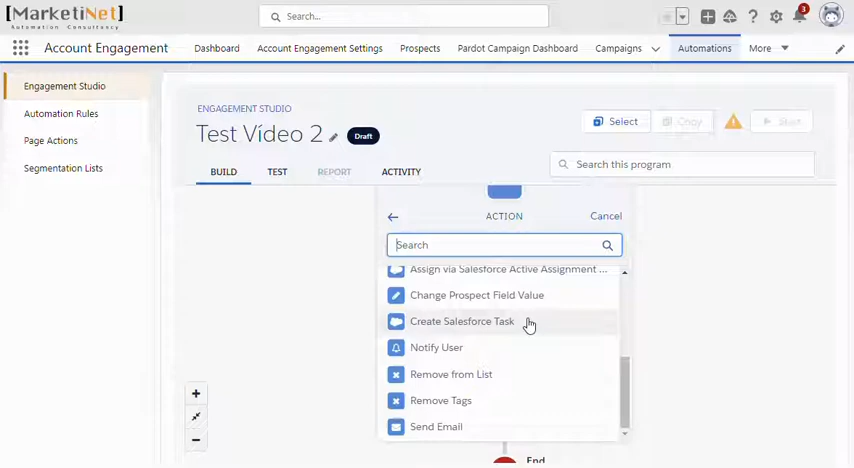 [MarketiNet]
Automation Consultancy
Search...
3
Account Engagement
Dashboard
Account Engagement Settings
Prospects
Pardot Campaign Dashboard
Campaigns
Automations
More
Engagement Studio
Automation Rules
Page Actions
Segmentation Lists
ENGAGEMENT STUDIO
Test Vídeo 2
Draft
Select
Copy
Start
BUILD
TEST
REPORT
ACTIVITY
Search this program
ACTION
Cancel
Search
Assign via Salesforce Active Assignment ...
Change Prospect Field Value
Create Salesforce Task
Notify User
Remove from List
Remove Tags
Send Email
End